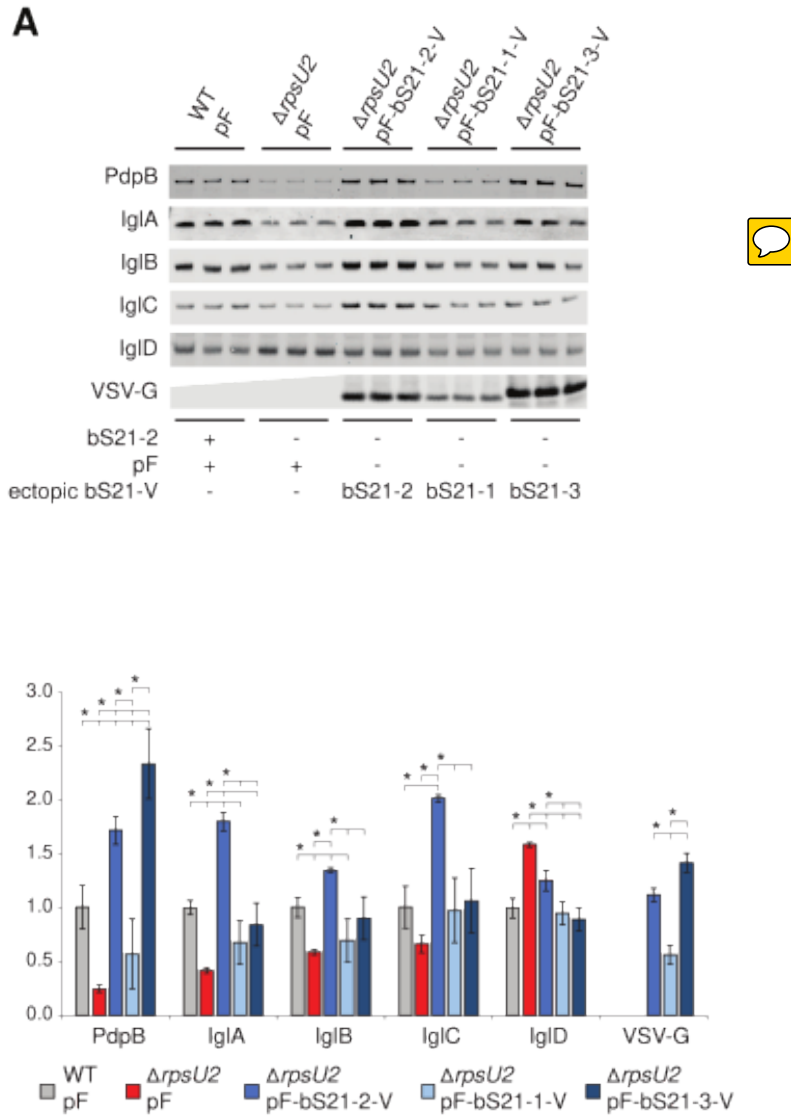 A
WT
pF
ΔrpsU2
pF
ΔrpsU2
pF-bS21-2-V
ΔrpsU2
pF-bS21-1-V
ΔrpsU2
pF-bS21-3-V
PdpB
IglA
IglB
IglC
IglD
VSV-G
bS21-2 + - - - -
pF + + - - -
ectopic bS21-V - - bS21-2 bS21-1 bS21-3
3.0
* * * *
2.5
* * * * * *
2.0
* * * * * *
1.5
* * * * *
1.0
0.5
0.0
PdpB IglA IglB IglC IglD VSV-G
WT ΔrpsU2 ΔrpsU2 ΔrpsU2 ΔrpsU2
pF pF pF-bS21-2-V pF-bS21-1-V pF-bS21-3-V